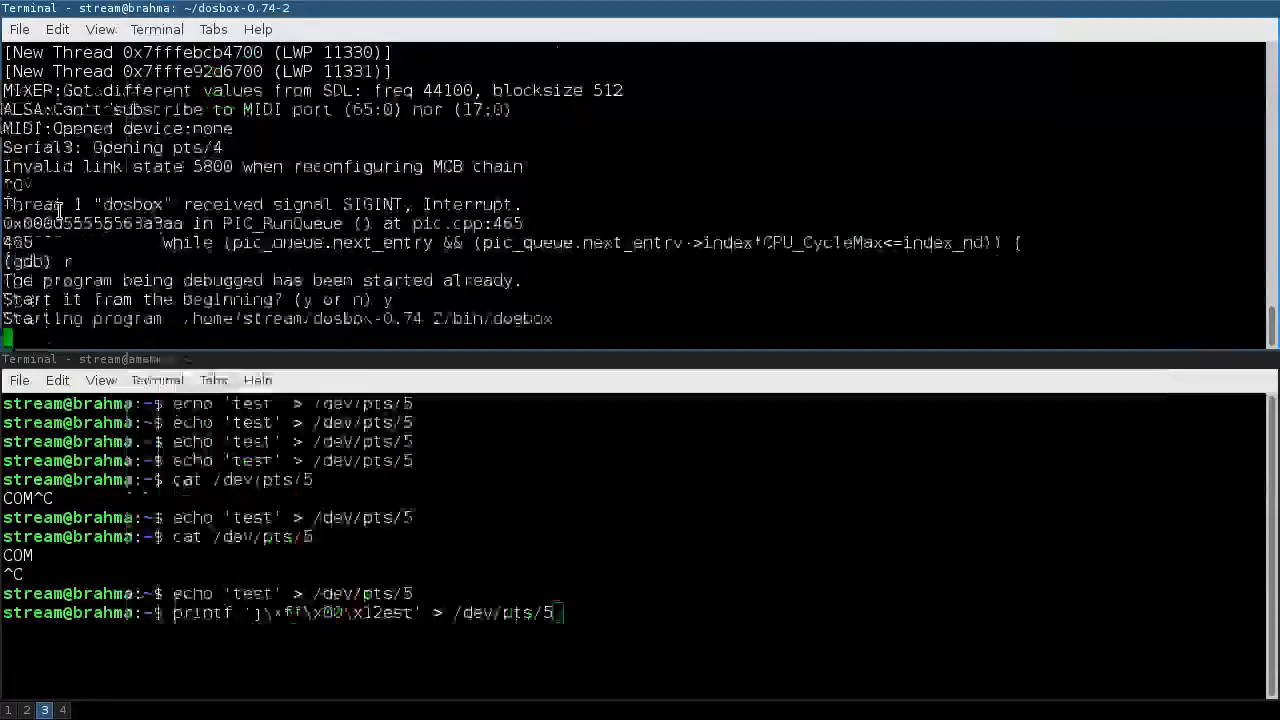 Terminal - stream@brahma: ~/dosbox-0.74-2
File Edit View Terminal Tabs Help
[New Thread 0x7fffebcb4700 (LWP 11330)]
[New Thread 0x7fffe92d6700 (LWP 11331)]
MIXER:Got different values from SDL: freq 44100, blocksize 512
ALSA:Can't subscribe to MIDI port (65:0) nor (17:0)
MIDI:Opened device:none
Serial3: Opening pts/4
Invalid link state 5800 when reconfiguring MCB chain
Thread 1 "dosbox" received signal SIGINT, Interrupt.
in PIC_RunQueue () at pic.cpp:465
465 while (pic_queue.next_entry && (pic_queue.next_entry->index*CPU_CycleMax<=index_nd)) {
(gdb) r
The program being debugged has been started already.
Start it from the beginning? (y or n) y
Starting program: /home/stream/dosbox-0.74-2/bin/dosbox
Terminal -
File Edit View Terminal Tabs Help
stream@brahma:~$ echo 'test' > /dev/pts/5
stream@brahma:~$ echo 'test' > /dev/pts/5
stream@brahma:~$ echo 'test' > /dev/pts/5
stream@brahma:~$ echo 'test' > /dev/pts/5
stream@brahma:~$ cat /dev/pts/5
COM^C
stream@brahma:~$ echo 'test' > /dev/pts/5
stream@brahma:~$ cat /dev/pts/5
COM
^C
stream@brahma:~$ echo 'test' > /dev/pts/5
stream@brahma:~$ printf > /dev/pts/5
1 2 3 4